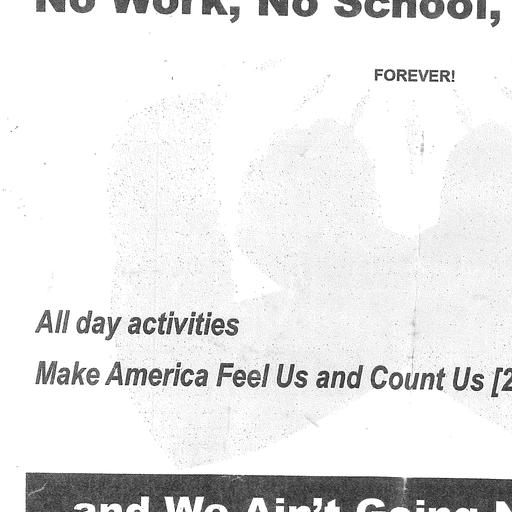 No Work, No School,
FOREVER!
All day activities
Make America Feel Us and Count Us [2
and We Ain't Going N